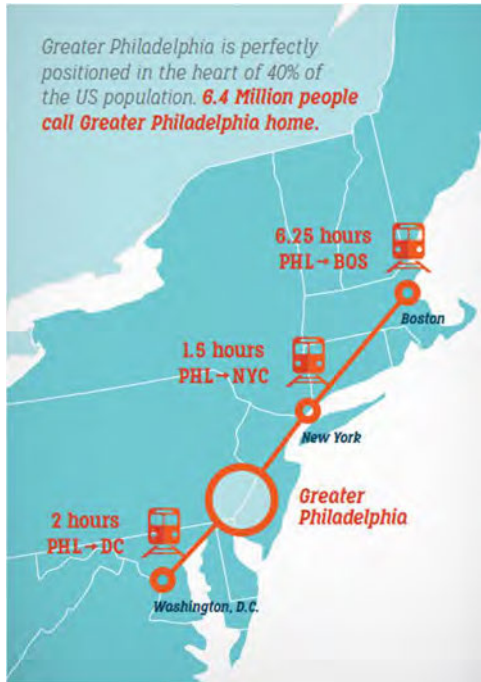 Greater Philadelphia is perfectly
positioned in the heart of 40% of
the US population. 6.4 Million people
call Greater Philadelphia home.
6.25 hours
PHL→BOS
Boston
1.5 hours
PHL→NYC
New York
Greater
Philadelphia
2 hours
PHL→DC
Washington, D.C.